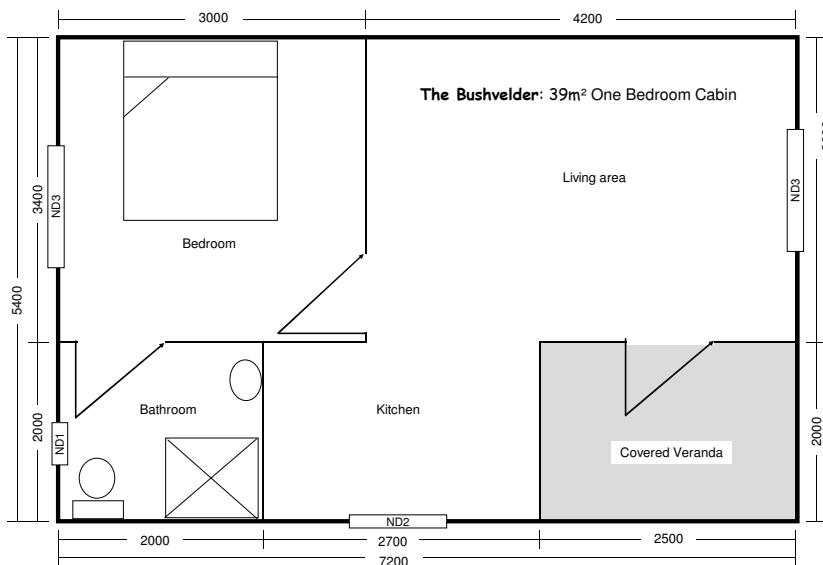 3000
4200
The Bushvelder: 39m² One Bedroom Cabin
Living area
ND3
ND3
3400
Bedroom
5400
Bathroom
Kitchen
Covered Veranda
ND1
2000
2000
ND2
2000
2700
2500
7200